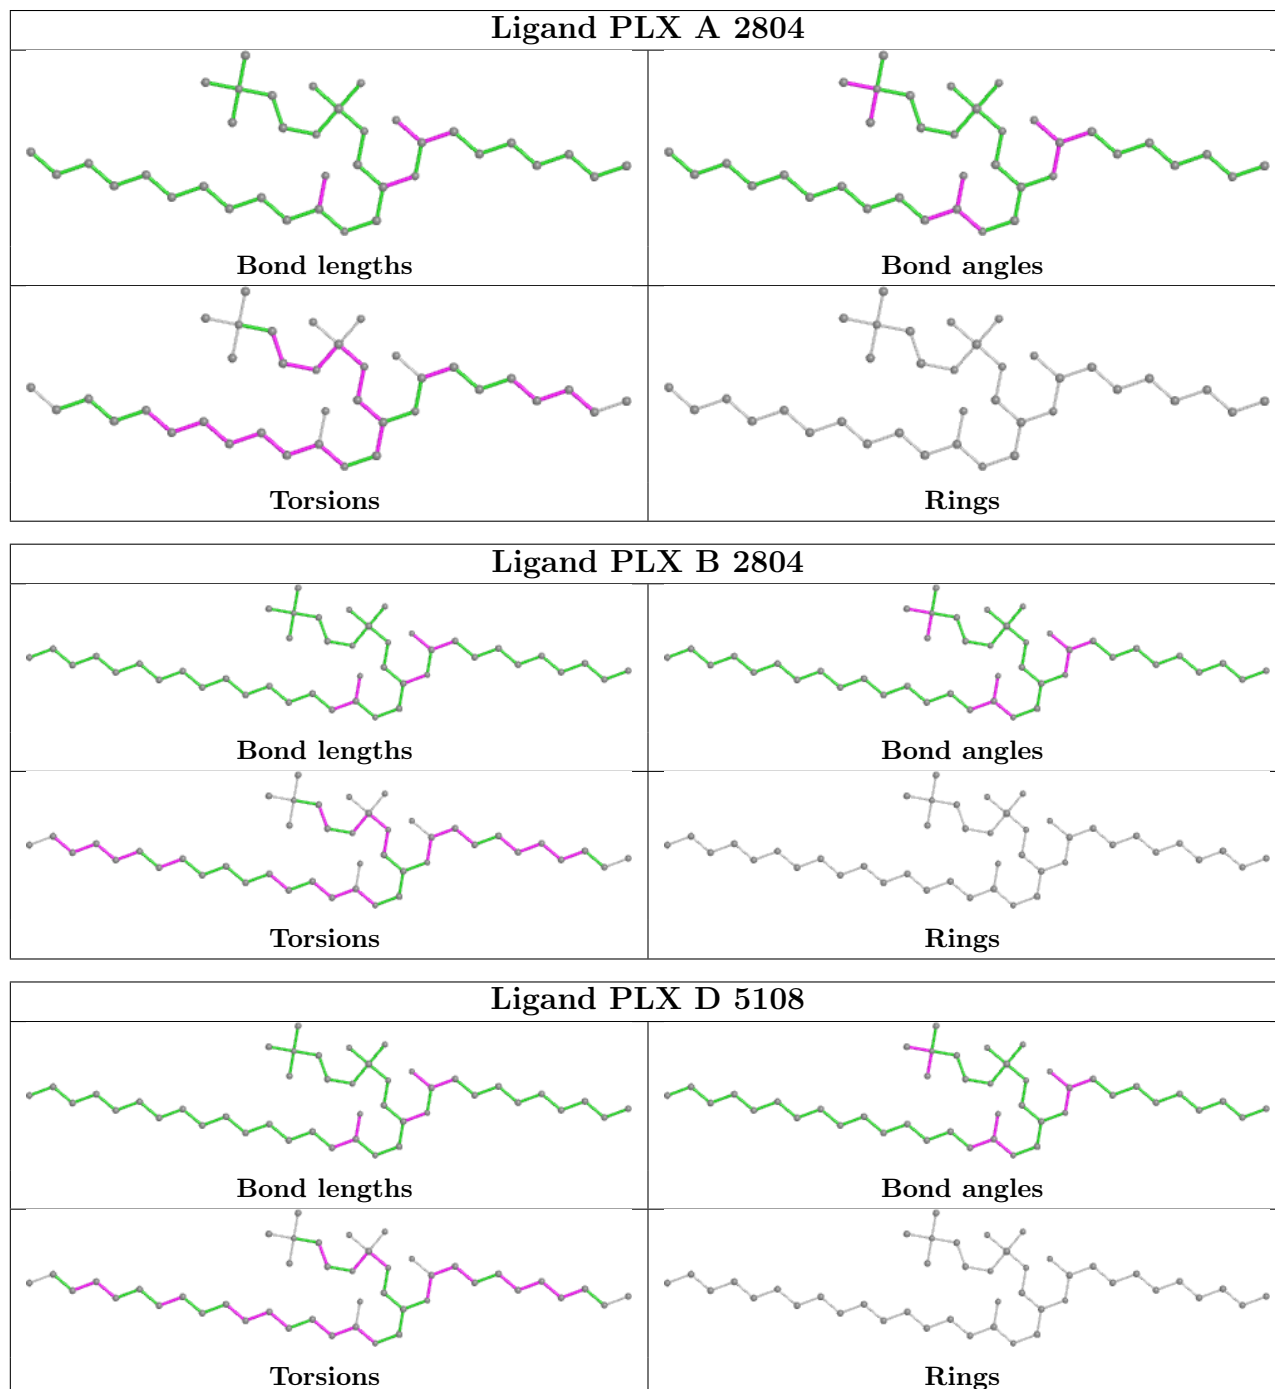 Ligand PLX A 2804
Bond lengths
Bond angles
Torsions
Rings
Ligand PLX B 2804
Bond lengths
Bond angles
Torsions
Rings
Ligand PLX D 5108
Bond lengths
Bond angles
Torsions
Rings